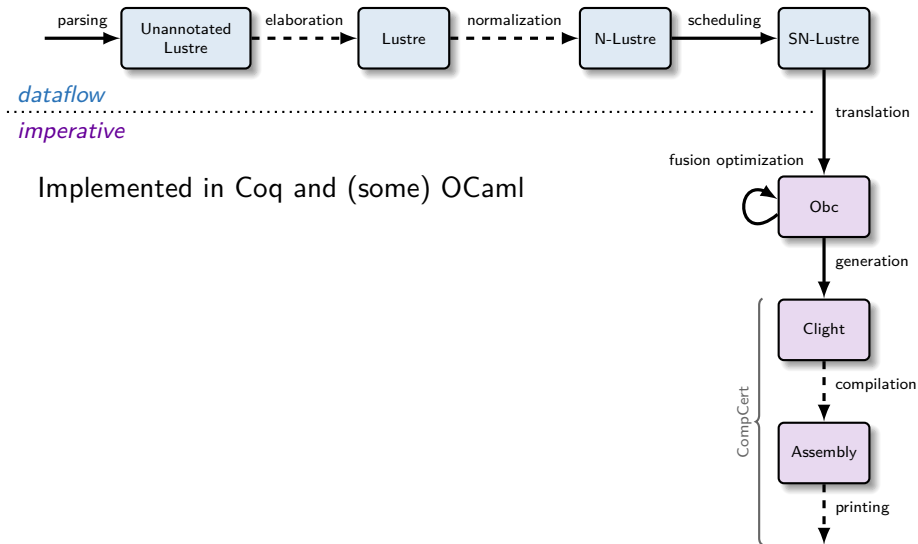 parsing
Unannotated
Lustre
elaboration
Lustre
normalization
N-Lustre
scheduling
SN-Lustre
dataflow
imperative
translation
fusion optimization
Implemented in Coq and (some) OCaml
Obc
generation
Clight
CompCert
compilation
Assembly
printing